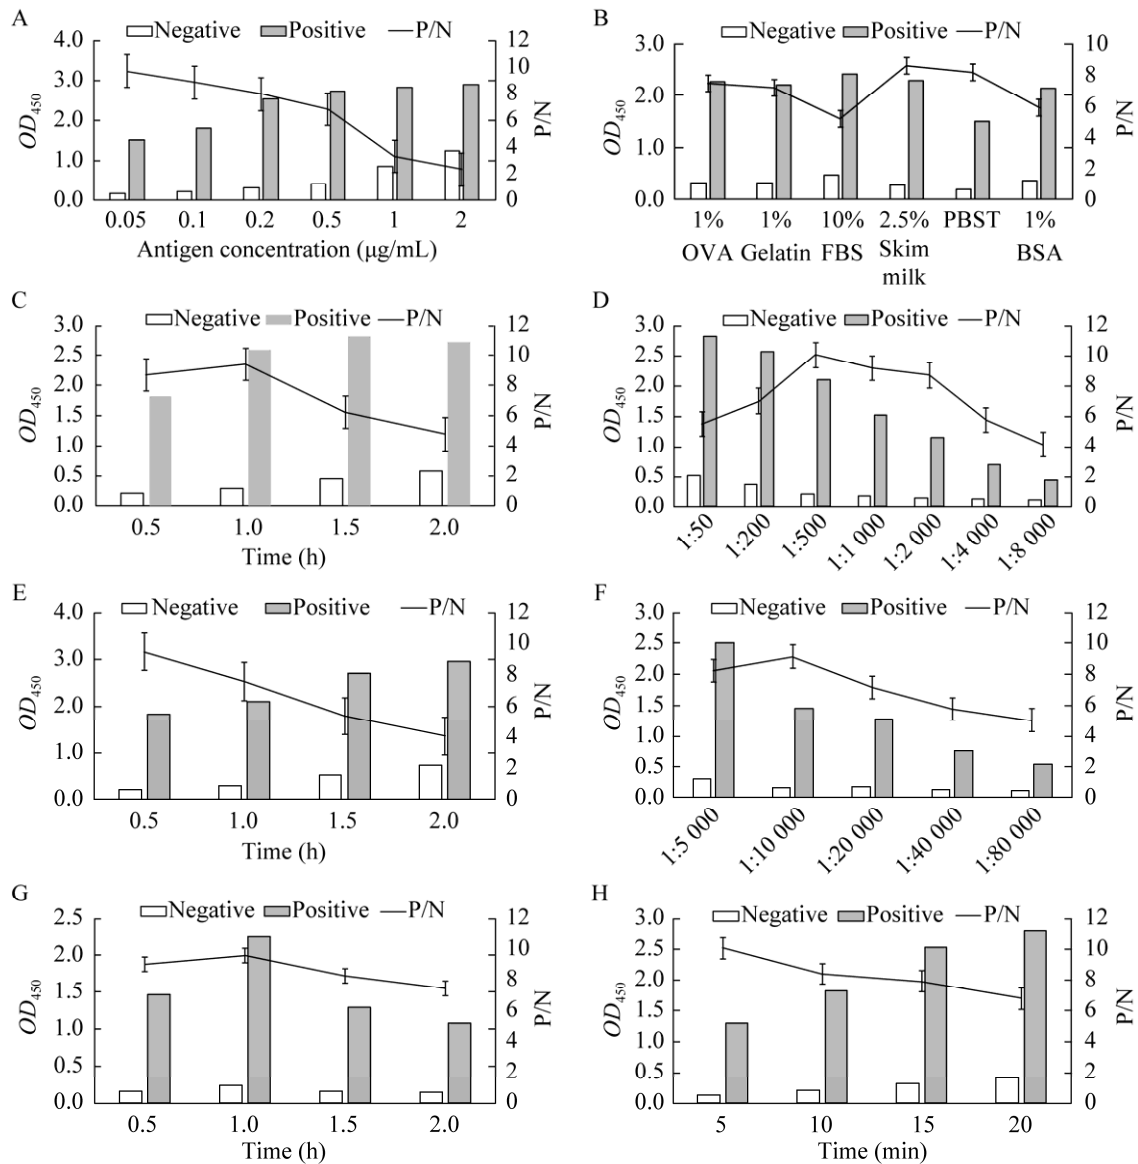 A
Negative Positive P/N
4.0 12
3.0 10
2.0 8
1.0 6
0.0 4
2
0
OD450
P/N
0.05 0.1 0.2 0.5 1 2
Antigen concentration (μg/mL)
B
Negative Positive P/N
3.0 10
2.0 8
1.0 6
0.0 4
2
0
OD450
P/N
1% 1% 10% 2.5% PBST 1%
OVA Gelatin FBS Skim BSA
milk
C
Negative Positive P/N
3.0 12
2.5 10
2.0 8
1.5 6
1.0 4
0.5 2
0.0 0
OD450
P/N
0.5 1.0 1.5 2.0
Time (h)
D
Negative Positive P/N
3.0 12
2.5 10
2.0 8
1.5 6
1.0 4
0.5 2
0.0 0
OD450
P/N
1:50 1:200 1:500 1:1 000 1:2 000 1:4 000 1:8 000
E
Negative Positive P/N
4.0 12
3.0 10
2.0 8
1.0 6
0.0 4
2
0
OD450
P/N
0.5 1.0 1.5 2.0
Time (h)
F
Negative Positive P/N
3.0 12
2.5 10
2.0 8
1.5 6
1.0 4
0.5 2
0.0 0
OD450
P/N
1:5 000 1:10 000 1:20 000 1:40 000 1:80 000
G
Negative Positive P/N
2.5 12
2.0 10
1.5 8
1.0 6
0.5 4
0.0 2
0
OD450
P/N
0.5 1.0 1.5 2.0
Time (h)
H
Negative Positive P/N
3.0 12
2.5 10
2.0 8
1.5 6
1.0 4
0.5 2
0.0 0
OD450
P/N
5 10 15 20
Time (min)